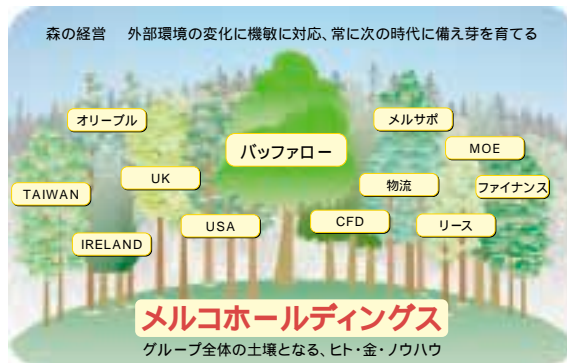 森の経営　外部環境の変化に機敏に対応、常に次の時代に備え芽を育てる
オリーブル
メルサポ
バッファロー
MOE
UK
物流
ファイナンス
TAIWAN
USA
CFD
リース
IRELAND
メルコホールディングス
グループ全体の土壌となる、ヒト・金・ノウハウ